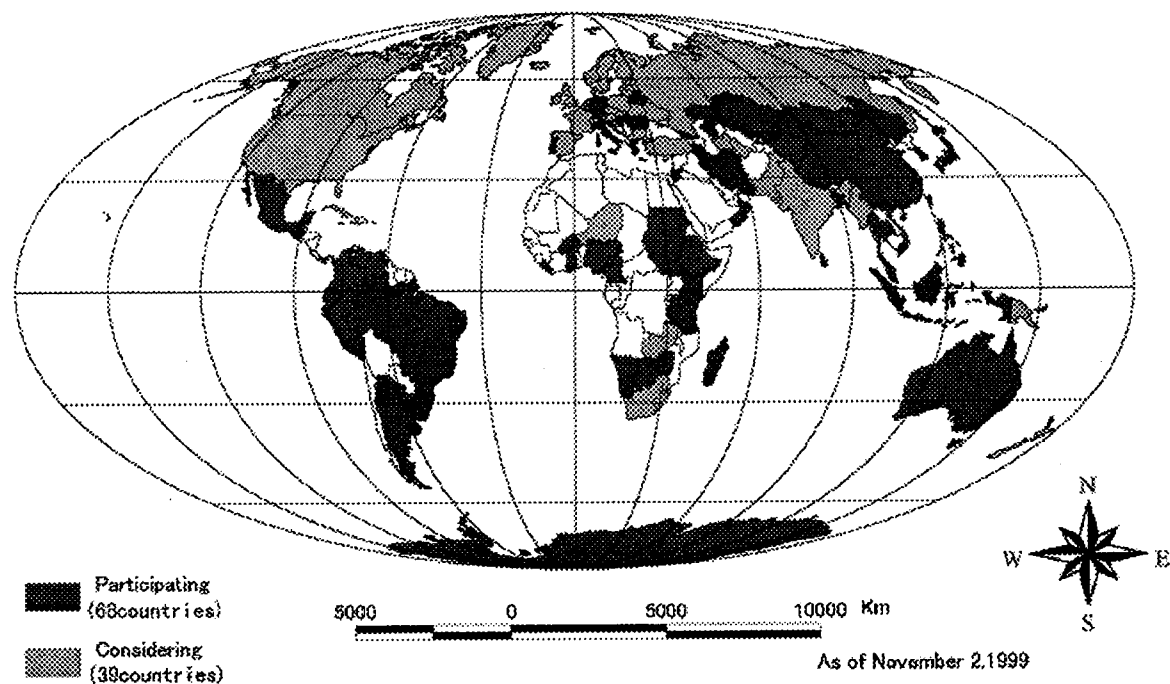 N
W E
S
Participating
(68countries)
Considering
(39countries)
5000 0 5000 10000 Km
As of November 2,1999